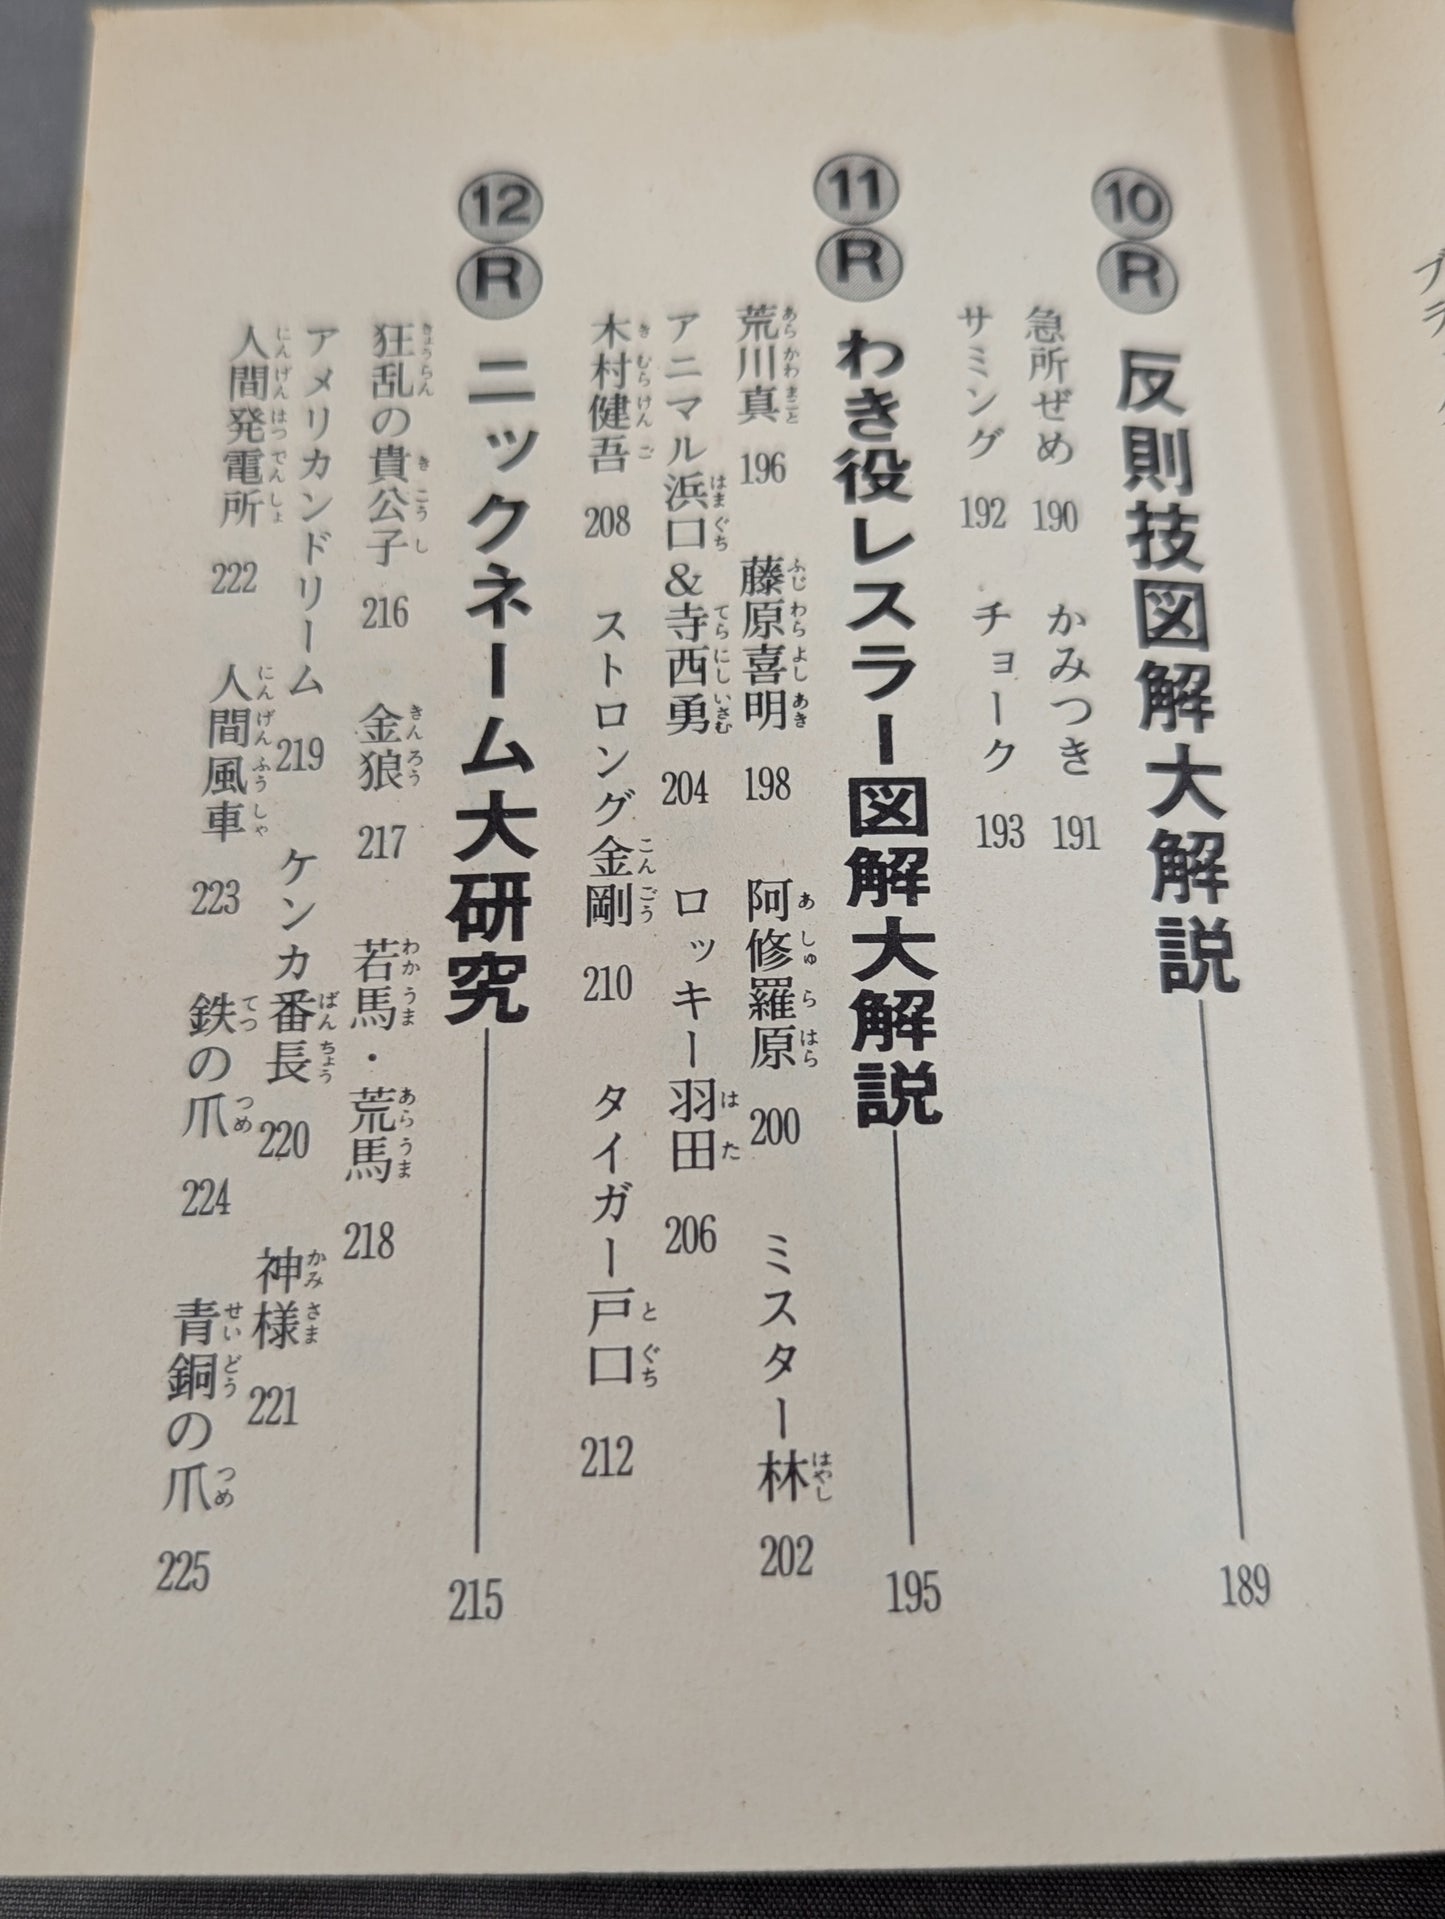 ⑩Ⓡ 反則技図解大解説 189
急所ぜめ 190 かみつき 191
サミング 192 チョーク 193
⑪Ⓡ わき役レスラー図解大解説 195
荒川真 196 藤原喜明 198 阿修羅原 200 ミスター林 202
アニマル浜口&寺西勇 204 ロッキー羽田 206
木村健吾 208 ストロング金剛 210 タイガー戸口 212
⑫Ⓡ ニックネーム大研究 215
狂乱の貴公子 216 金狼 217 若馬・荒馬 218
アメリカンドリーム 219 ケンカ番長 220 神様 221
人間発電所 222 人間風車 223 鉄の爪 224 青銅の爪 225